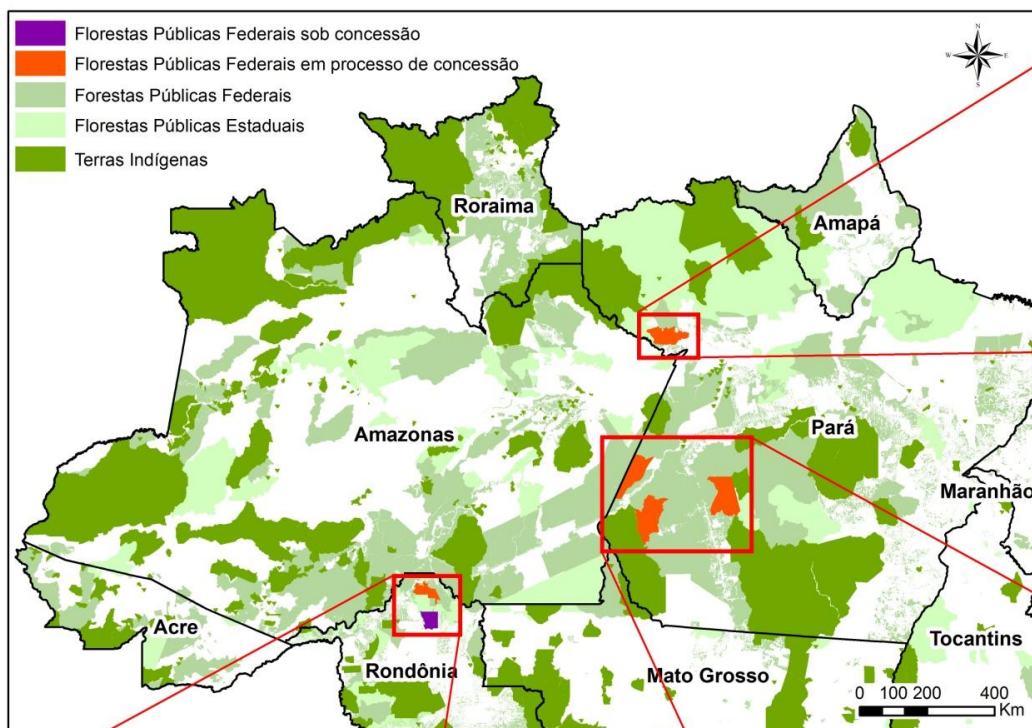 Florestas Públicas Federais sob concessão
Florestas Públicas Federais em processo de concessão
Forestas Públicas Federais
Florestas Públicas Estaduais
Terras Indígenas
N
W
E
S
Roraima
Amapá
Amazonas
Pará
Maranhão
Acre
Rondônia
Mato Grosso
Tocantins
0 100 200 400
Km